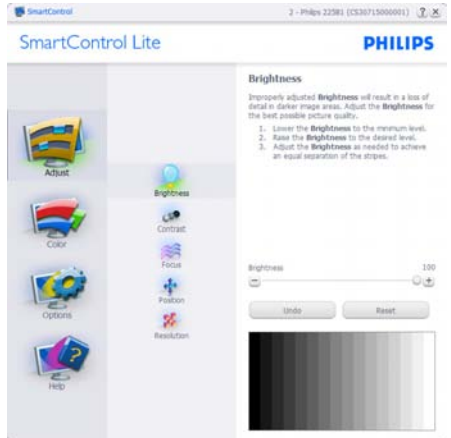 SmartControl
2 - Philips 225B1 (CS30715000001)
SmartControl Lite
PHILIPS
Adjust
Color
Options
Help
Brightness
Contrast
Focus
Position
Resolution
Brightness
Improperly adjusted Brightness will result in a loss of
detail in darker image areas. Adjust the Brightness for
the best possible picture quality.
1. Lower the Brightness to the minimum level.
2. Raise the Brightness to the desired level.
3. Adjust the Brightness as needed to achieve
an equal separation of the stripes.
Brightness 100
Undo
Reset